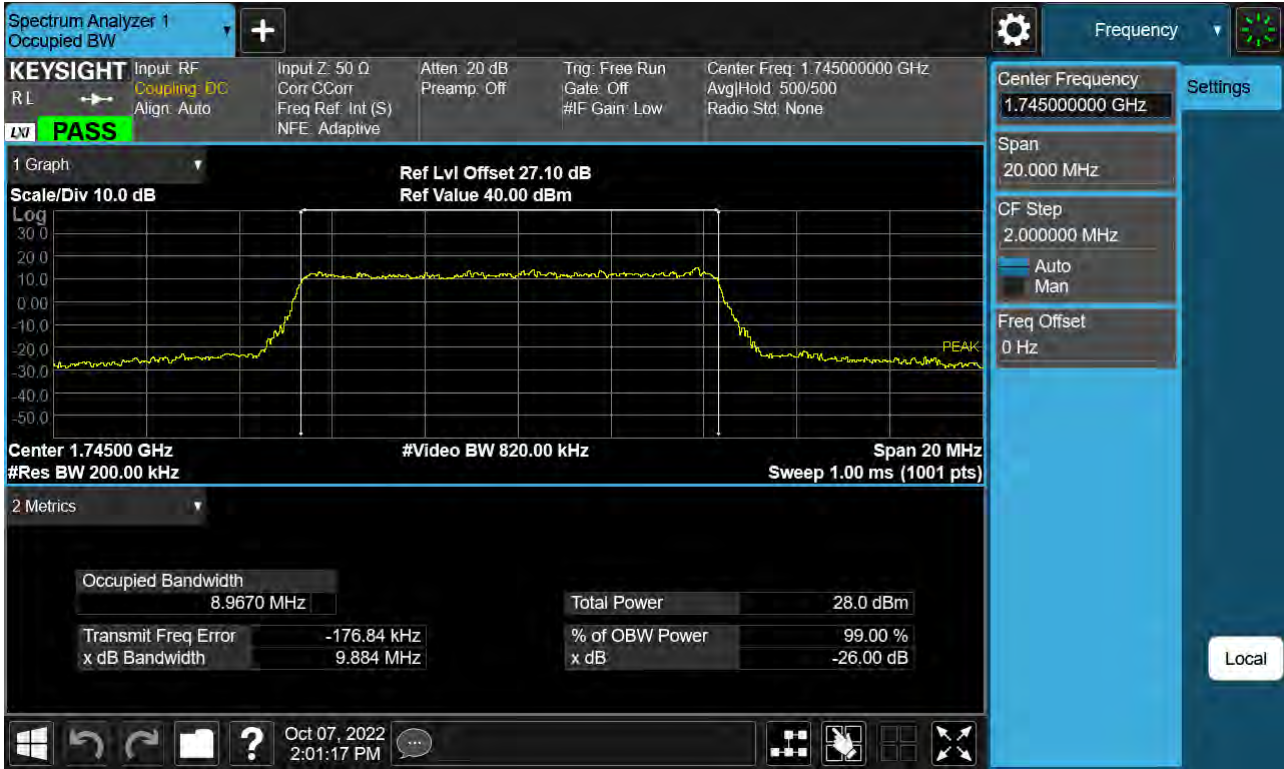 Spectrum Analyzer 1
Occupied BW
+
Frequency
KEYSIGHT
R L
LXI
PASS
Input: RF
Coupling: DC
Align: Auto
Input Z: 50 Ω
Corr CCorr
Freq Ref: Int (S)
NFE: Adaptive
Atten: 20 dB
Preamp: Off
Trig: Free Run
Gate: Off
#IF Gain: Low
Center Freq: 1.745000000 GHz
Avg|Hold: 500/500
Radio Std: None
Center Frequency
1.745000000 GHz
Settings
Span
20.000 MHz
CF Step
2.000000 MHz
Auto
Man
Freq Offset
0 Hz
Local
1 Graph
Scale/Div 10.0 dB
Ref Lvl Offset 27.10 dB
Ref Value 40.00 dBm
Log
30.0
20.0
10.0
0.00
-10.0
-20.0
-30.0
-40.0
-50.0
PEAK
Center 1.74500 GHz
#Video BW 820.00 kHz
Span 20 MHz
#Res BW 200.00 kHz
Sweep 1.00 ms (1001 pts)
2 Metrics
Occupied Bandwidth
8.9670 MHz
Total Power 28.0 dBm
Transmit Freq Error -176.84 kHz
% of OBW Power 99.00 %
x dB Bandwidth 9.884 MHz
x dB -26.00 dB
?
Oct 07, 2022
2:01:17 PM